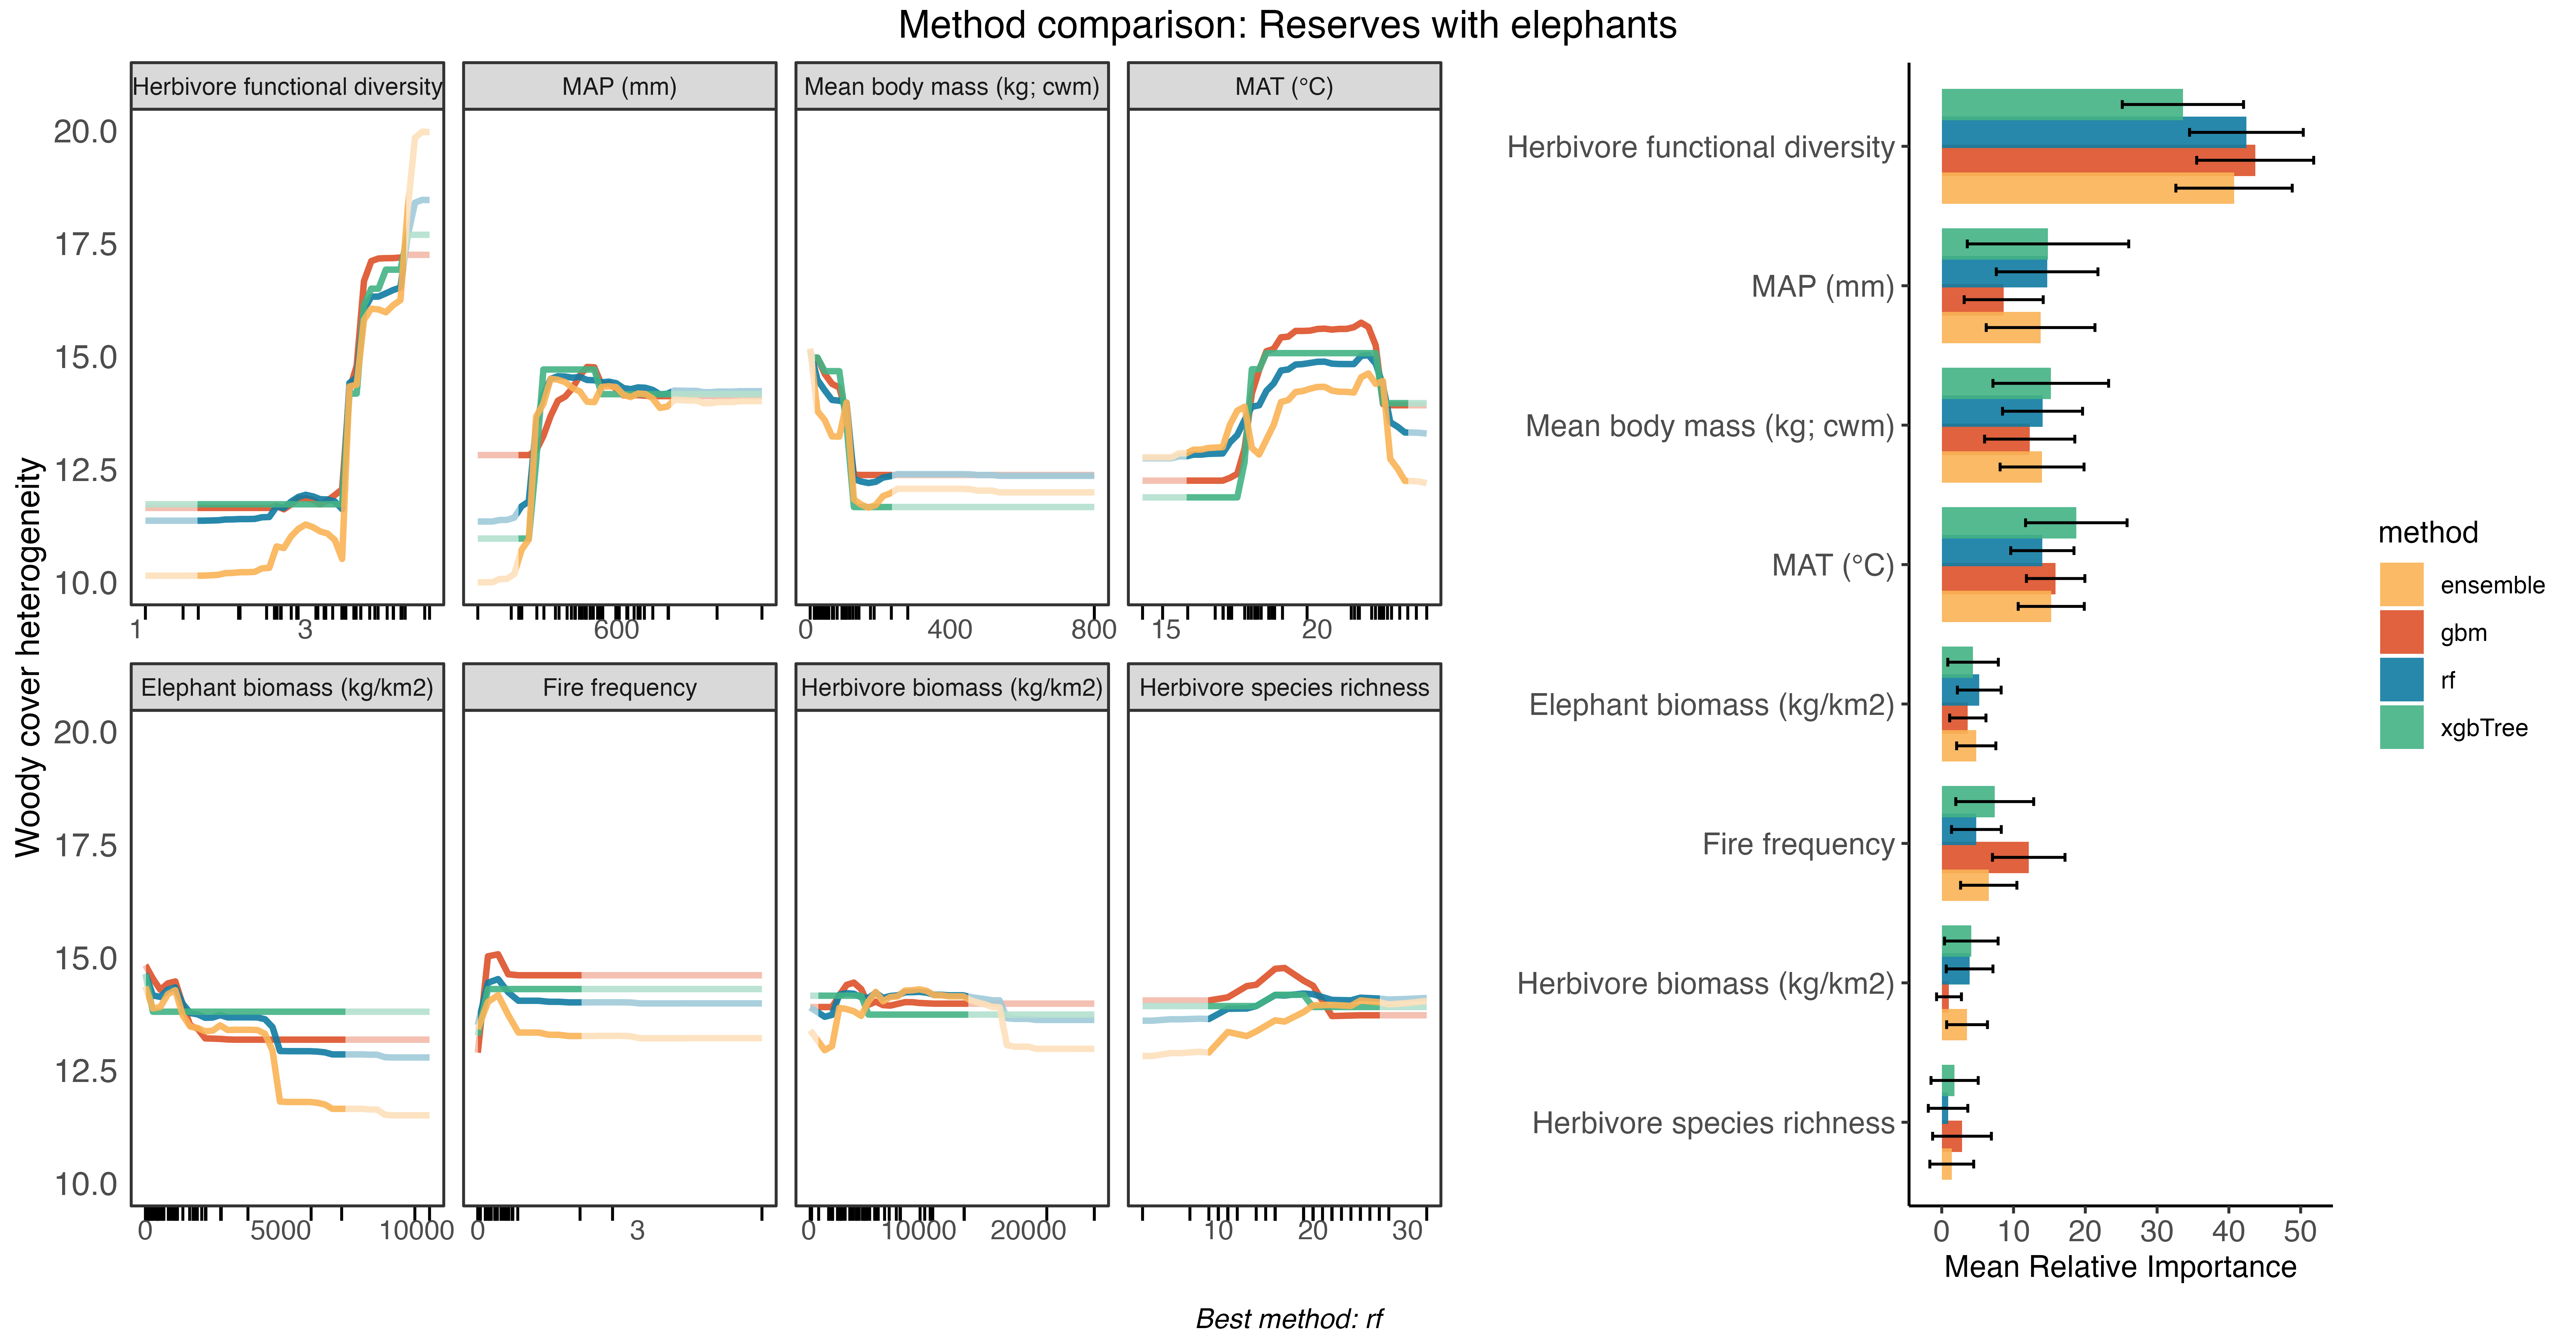 Method comparison: Reserves with elephants
Herbivore functional diversity
MAP (mm)
Mean body mass (kg; cwm)
MAT (°C)
Woody cover heterogeneity
20.0
17.5
15.0
12.5
10.0
1 3
600
0 400 800
15 20
Elephant biomass (kg/km2)
Fire frequency
Herbivore biomass (kg/km2)
Herbivore species richness
20.0
17.5
15.0
12.5
10.0
0 5000 10000
0 3
0 10000 20000
10 20 30
Herbivore functional diversity
MAP (mm)
Mean body mass (kg; cwm)
MAT (°C)
Elephant biomass (kg/km2)
Fire frequency
Herbivore biomass (kg/km2)
Herbivore species richness
0 10 20 30 40 50
Mean Relative Importance
method
ensemble
gbm
rf
xgbTree
Best method: rf